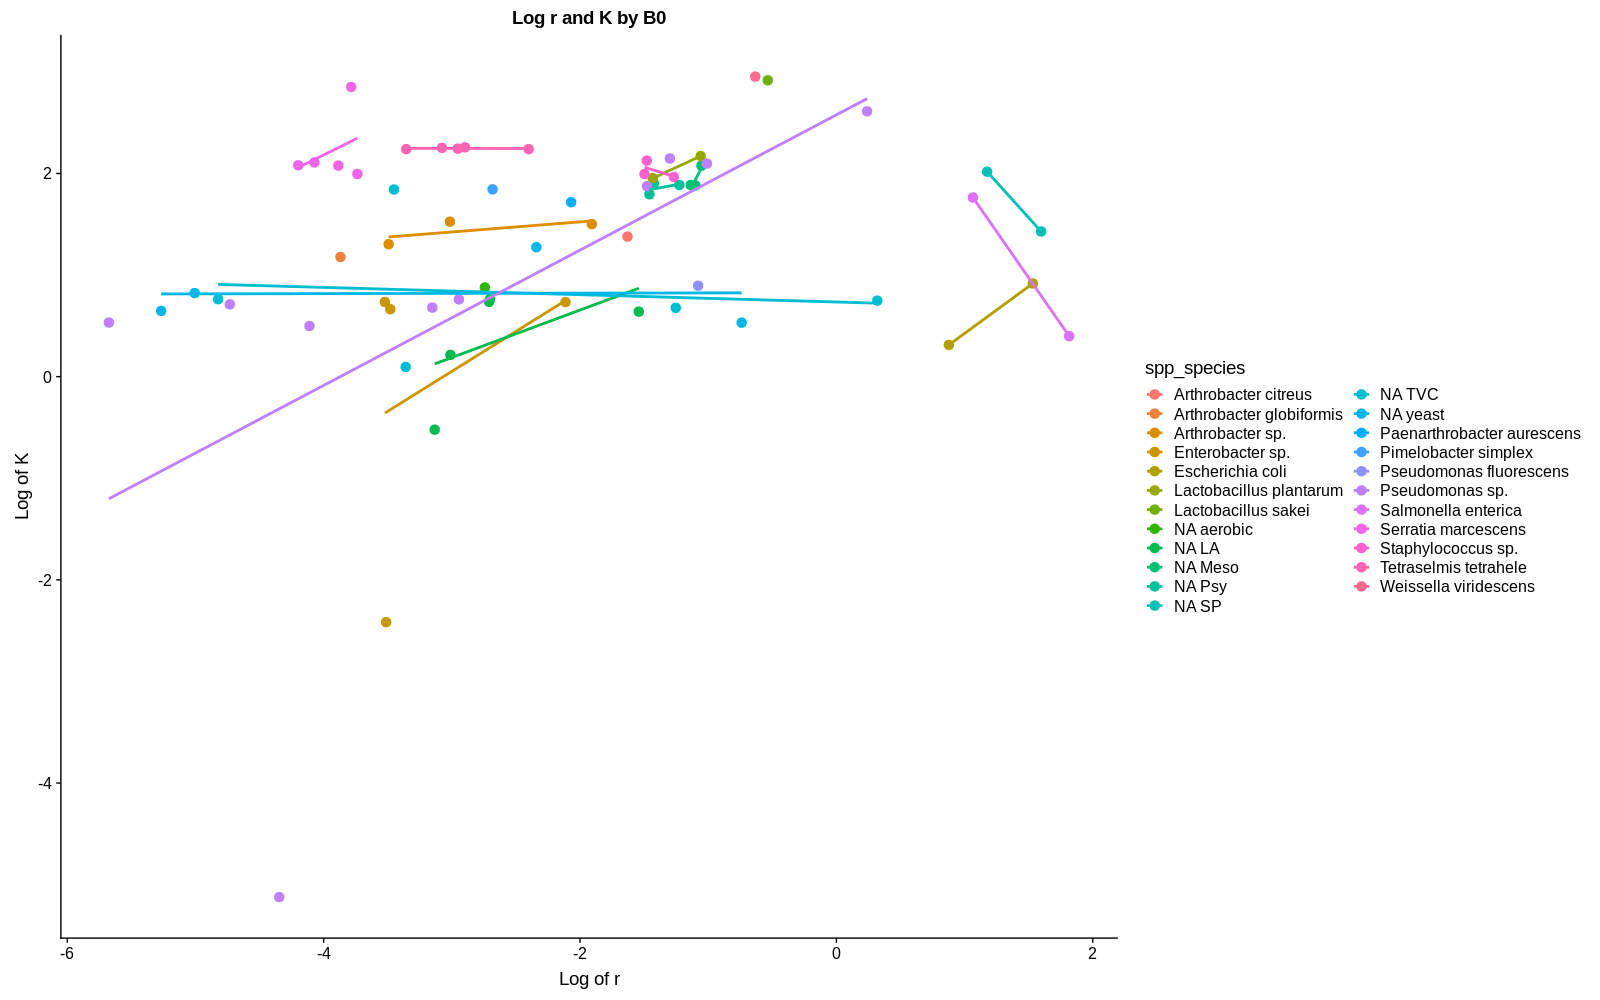 Log r and K by B0
Log of K
2
0
-2
-4
-6
-4
-2
0
2
Log of r
spp_species
Arthrobacter citreus
Arthrobacter globiformis
Arthrobacter sp.
Enterobacter sp.
Escherichia coli
Lactobacillus plantarum
Lactobacillus sakei
NA aerobic
NA LA
NA Meso
NA Psy
NA SP
NA TVC
NA yeast
Paenarthrobacter aurescens
Pimelobacter simplex
Pseudomonas fluorescens
Pseudomonas sp.
Salmonella enterica
Serratia marcescens
Staphylococcus sp.
Tetraselmis tetrahele
Weissella viridescens